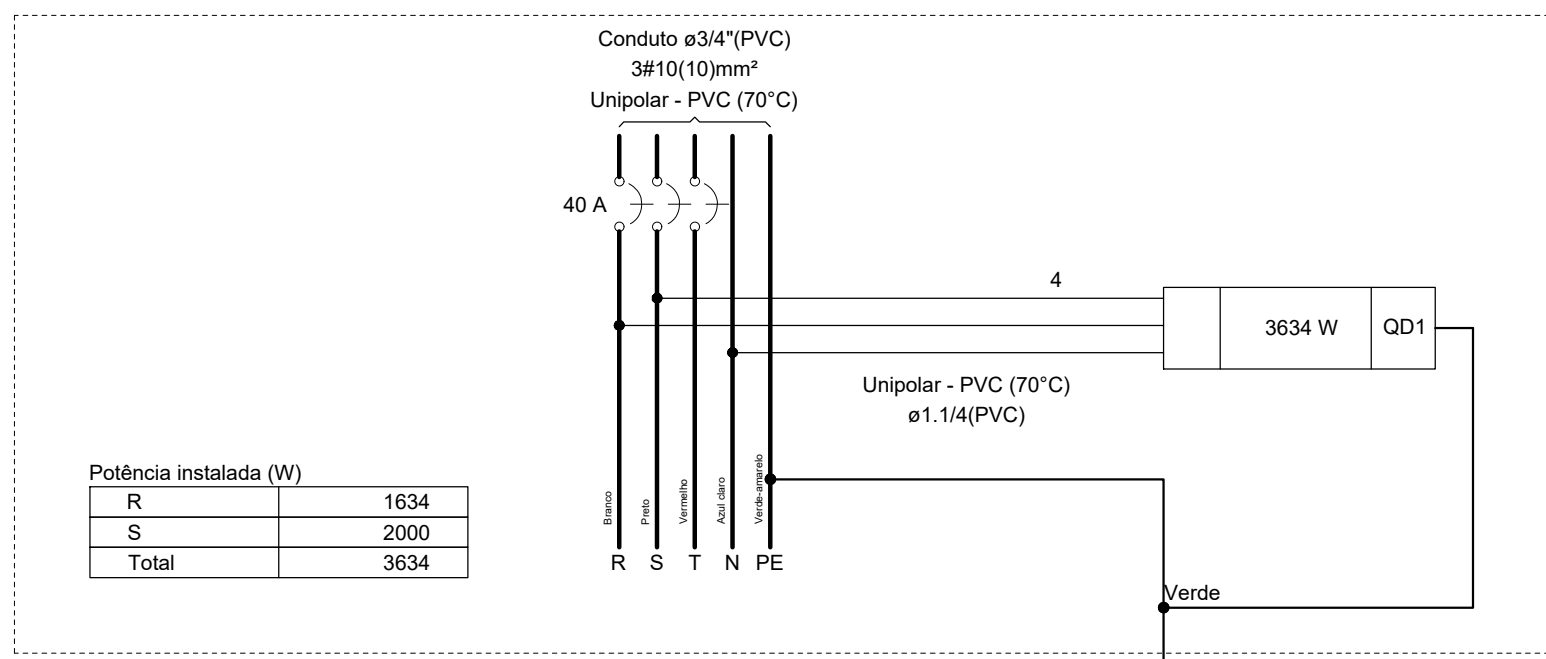 Conduto ø3/4"(PVC)
3#10(10)mm²
Unipolar - PVC (70°C)
40 A
4
3634 W
QD1
Unipolar - PVC (70°C)
ø1.1/4(PVC)
Potência instalada (W)
R 1634
S 2000
Total 3634
Branco
Preto
Vermelho
Azul claro
Verde-amarelo
R S T N PE
Verde